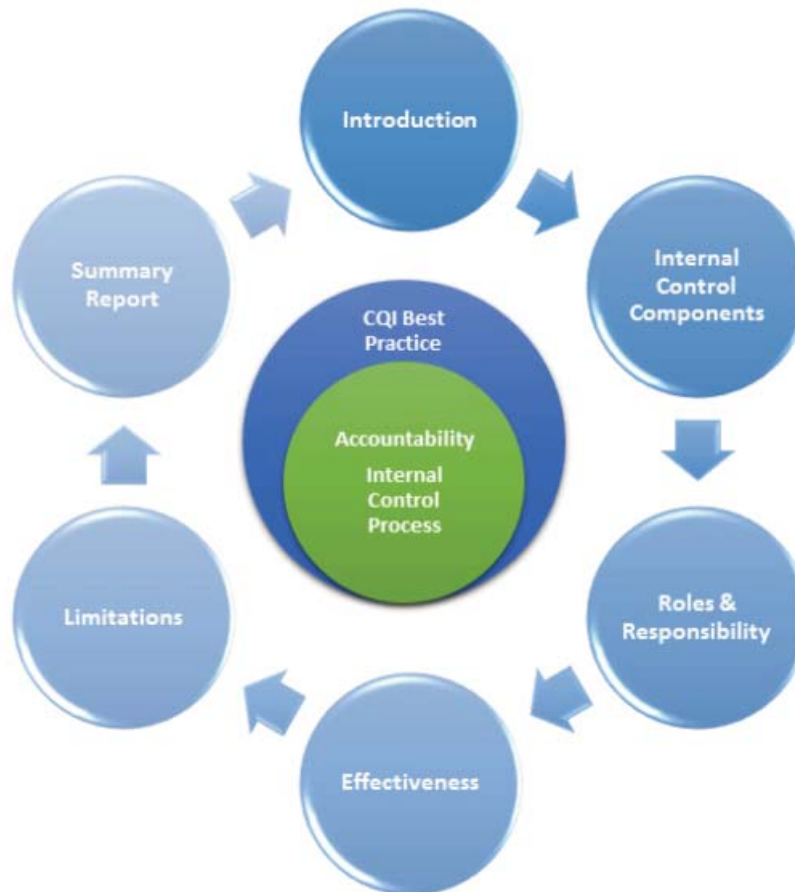 Introduction
Internal
Control
Components
Roles &
Responsibility
Effectiveness
Limitations
Summary
Report
CQI Best
Practice
Accountability
Internal
Control
Process